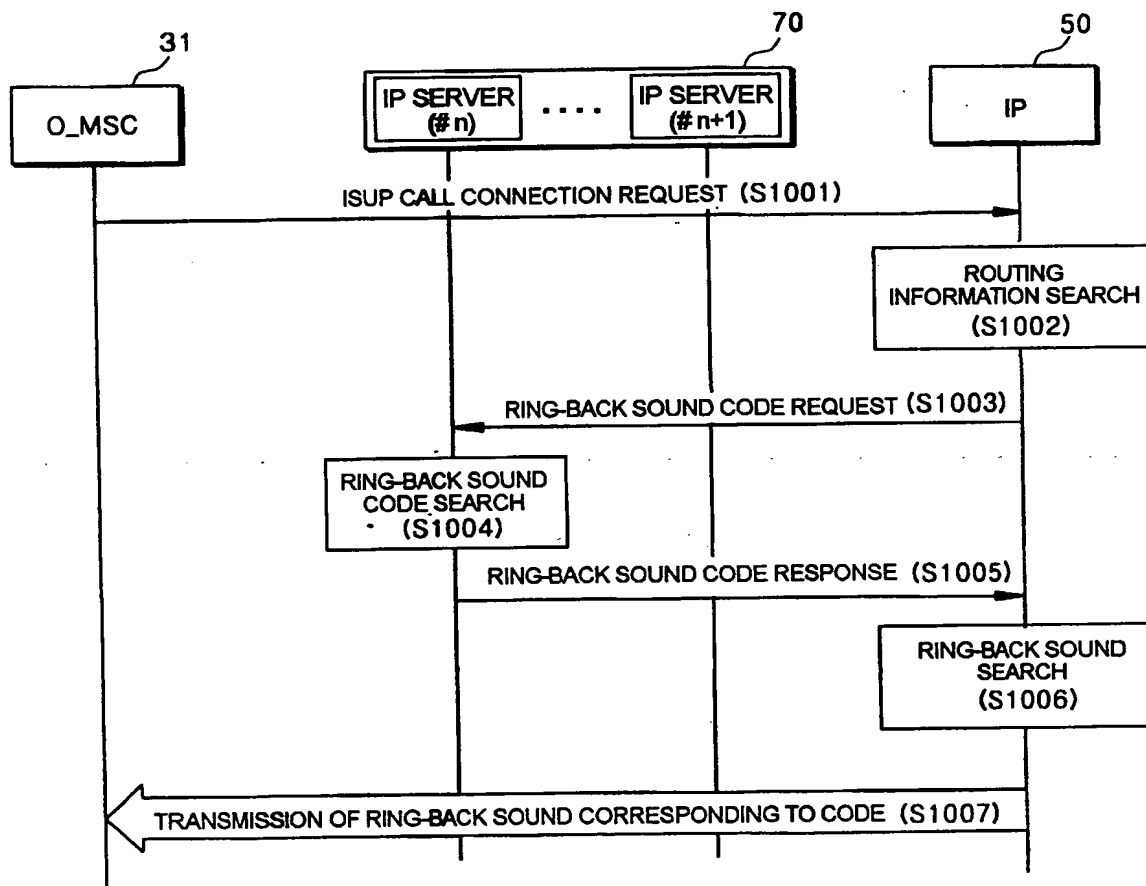 31
70
50
O_MSC
IP SERVER
(# n)
. . . .
IP SERVER
(# n+1)
IP
ISUP CALL CONNECTION REQUEST (S1001)
ROUTING
INFORMATION SEARCH
(S1002)
RING-BACK SOUND CODE REQUEST (S1003)
RING-BACK SOUND
CODE SEARCH
(S1004)
RING-BACK SOUND CODE RESPONSE (S1005)
RING-BACK SOUND
SEARCH
(S1006)
TRANSMISSION OF RING-BACK SOUND CORRESPONDING TO CODE (S1007)